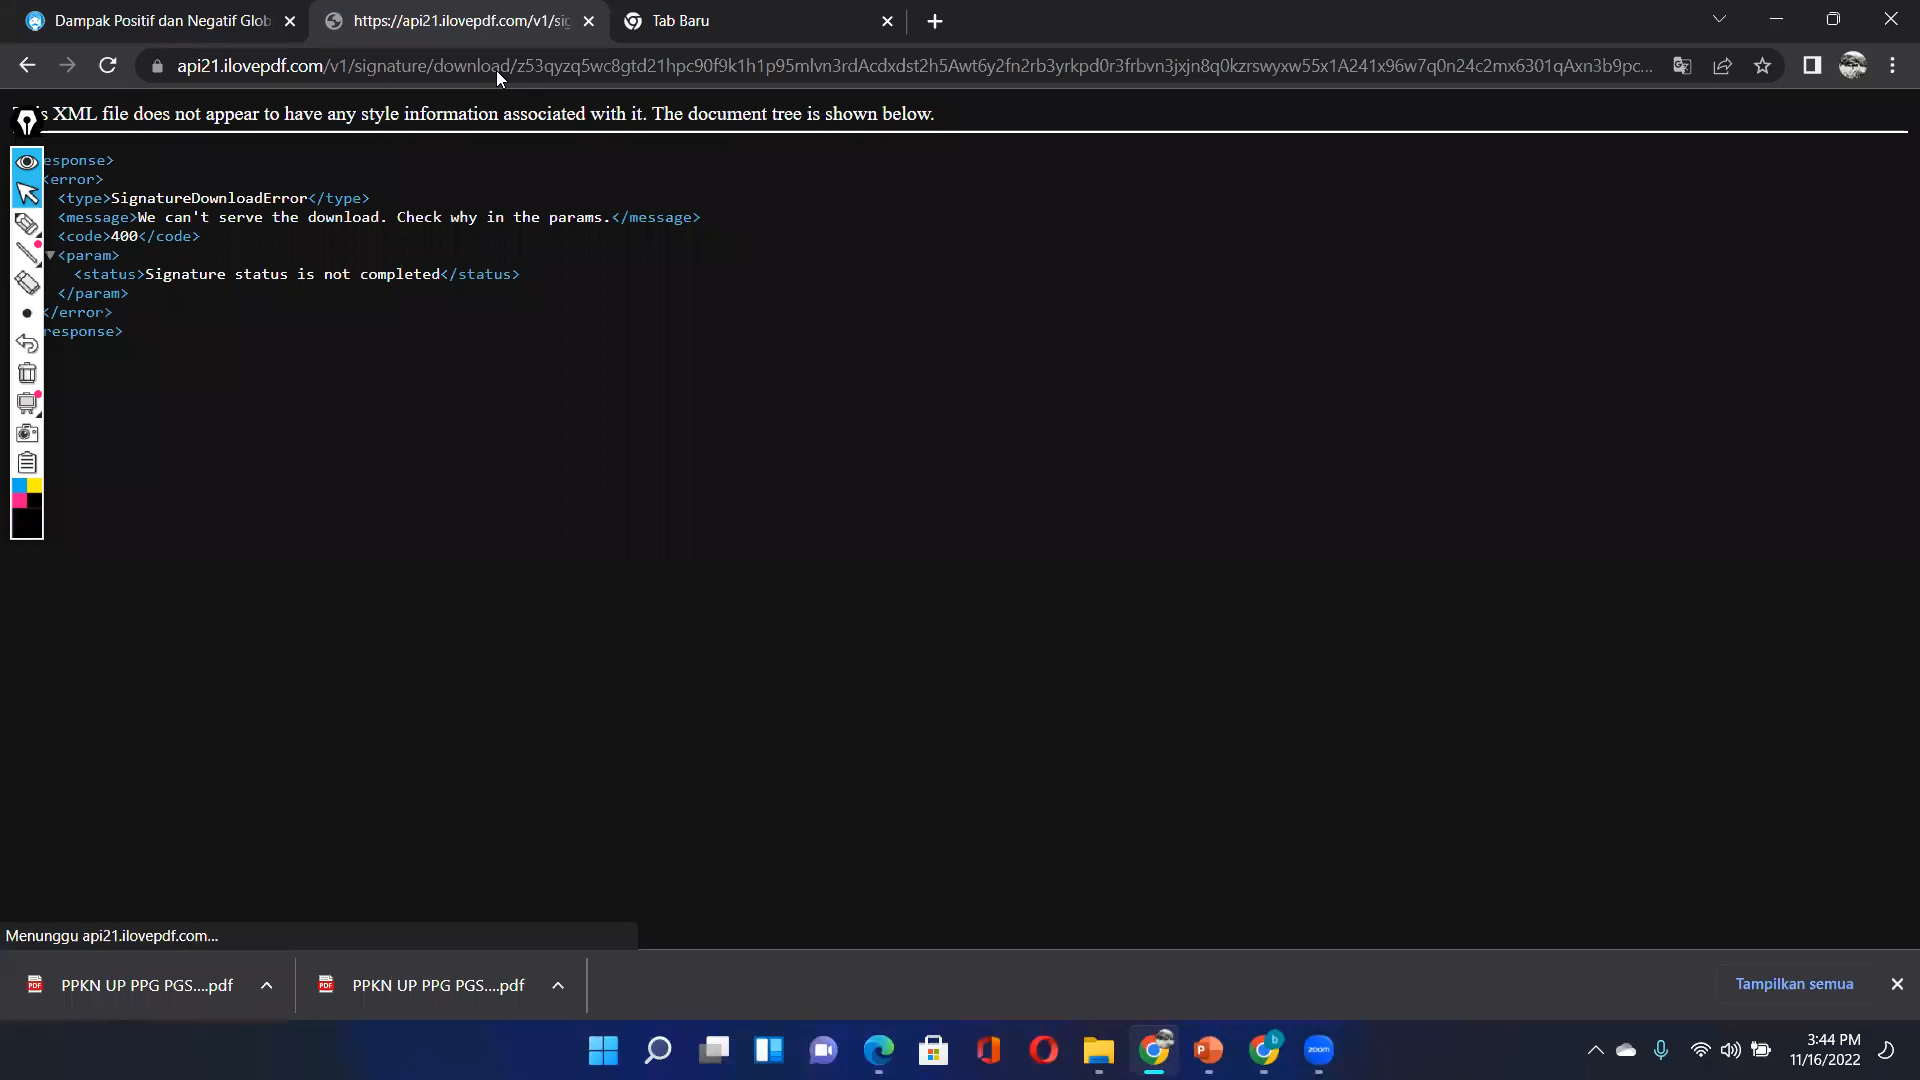 Dampak Positif dan Negatif Glob
https://api21.ilovepdf.com/v1/sig
Tab Baru
api21.ilovepdf.com/v1/signature/download/z53qyzq5wc8gtd21hpc90f9k1h1p95mlvn3rdAcdxdst2h5Awt6y2fn2rb3yrkpd0r3frbvn3jxjn8q0kzrswyxw55x1A241x96w7q0n24c2mx6301qAxn3b9pc...
s XML file does not appear to have any style information associated with it. The document tree is shown below.
esponse>
<error>
<type>SignatureDownloadError</type>
<message>We can't serve the download. Check why in the params.</message>
<code>400</code>
<param>
<status>Signature status is not completed</status>
</param>
</error>
response>
Menunggu api21.ilovepdf.com...
PPKN UP PPG PGS....pdf
PPKN UP PPG PGS....pdf
Tampilkan semua
zoom
3:44 PM
11/16/2022